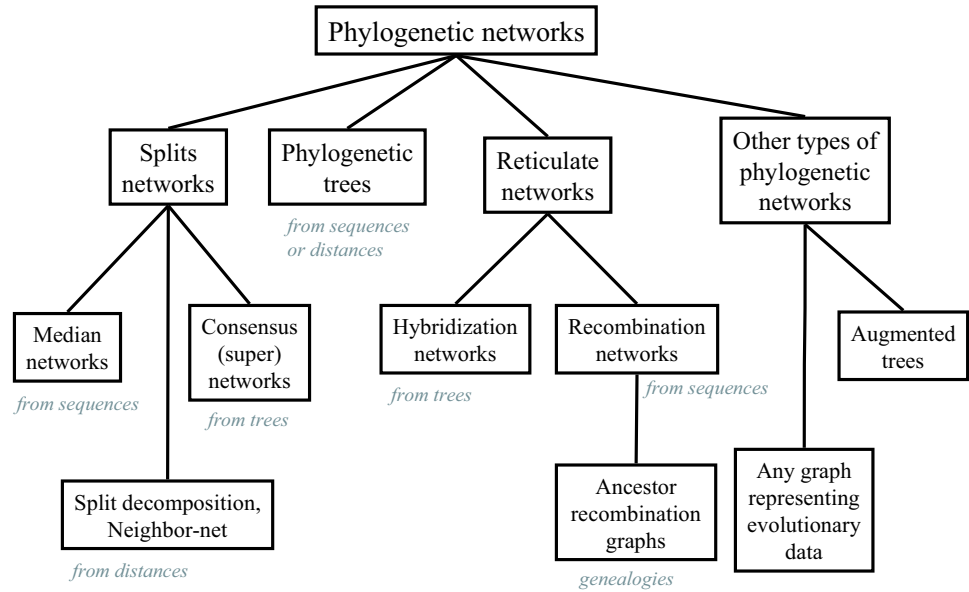 Phylogenetic networks
Splits
networks
Phylogenetic
trees
from sequences
or distances
Reticulate
networks
Other types of
phylogenetic
networks
Median
networks
from sequences
Consensus
(super)
networks
from trees
Hybridization
networks
from trees
Recombination
networks
from sequences
Augmented
trees
Split decomposition,
Neighbor-net
from distances
Ancestor
recombination
graphs
genealogies
Any graph
representing
evolutionary
data